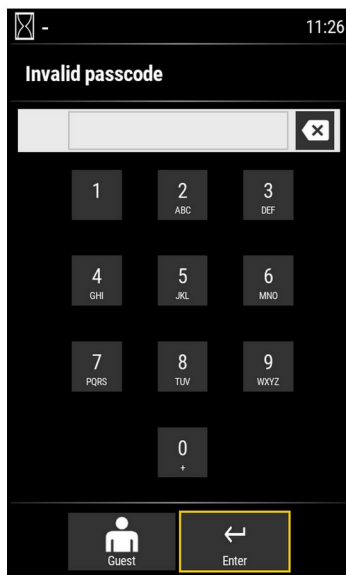 - 11:26
Invalid passcode
1 2 3
ABC DEF
4 5 6
GHI JKL MNO
7 8 9
PQRS TUV WXYZ
0
+
Guest Enter